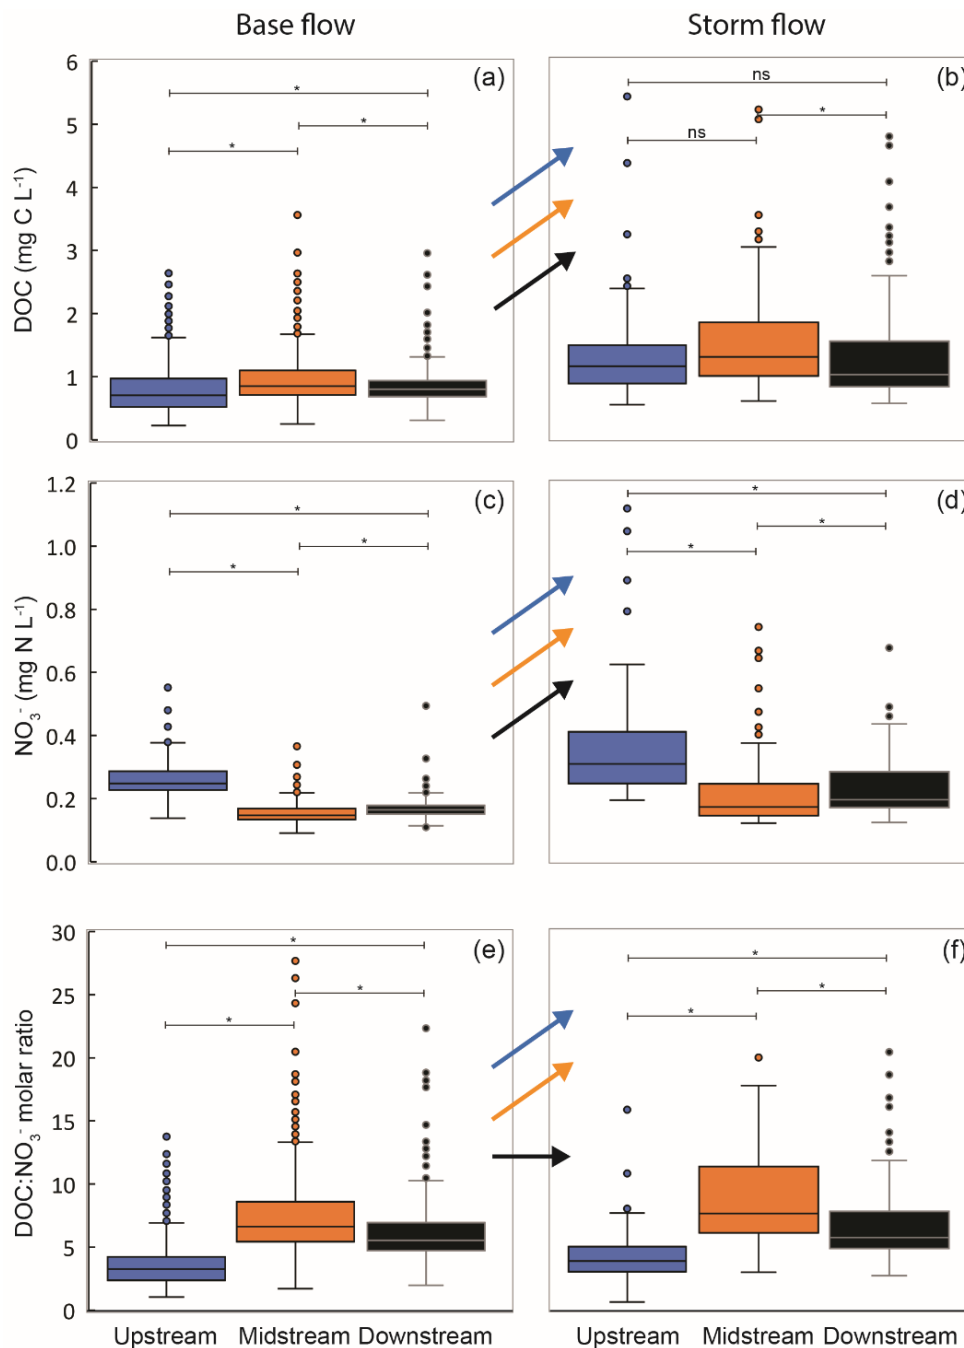 Base flow
Storm flow
DOC (mg C L⁻¹)
6
5
4
3
2
1
0
(a)
*
*
*
(b)
ns
*
ns
NO₃⁻ (mg N L⁻¹)
1.2
1.0
0.8
0.6
0.4
0.2
0.0
(c)
*
*
*
(d)
*
*
*
DOC:NO₃⁻ molar ratio
30
25
20
15
10
5
0
(e)
*
*
*
(f)
*
*
*
Upstream Midstream Downstream
Upstream Midstream Downstream